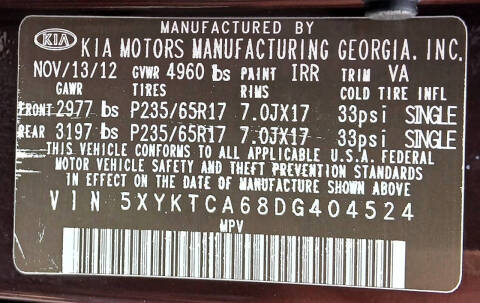 MANUFACTURED BY
KIA KIA MOTORS MANUFACTURING GEORGIA, INC.
NOV/13/12 GVWR 4960 lbs PAINT IRR TRIM VA
GAWR TIRES RIMS COLD TIRE INFL
FRONT 2977 lbs P235/65R17 7.0JX17 33psi SINGLE
REAR 3197 lbs P235/65R17 7.0JX17 33psi SINGLE
THIS VEHICLE CONFORMS TO ALL APPLICABLE U.S.A. FEDERAL
MOTOR VEHICLE SAFETY AND THEFT PREVENTION STANDARDS
IN EFFECT ON THE DATE OF MANUFACTURE SHOWN ABOVE
VIN 5XYKTCA68DG404524
MPV